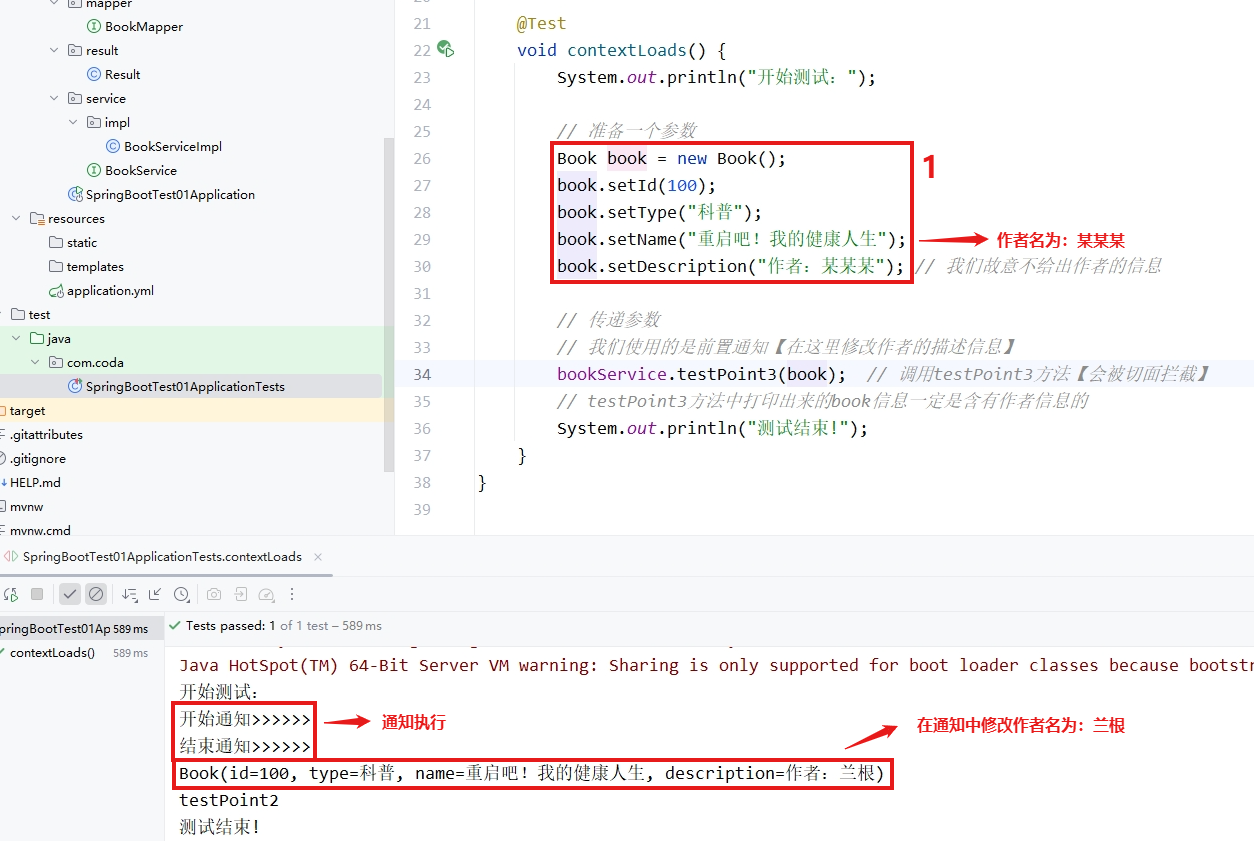 mapper
BookMapper
result
Result
service
impl
BookServiceImpl
BookService
SpringBootTest01Application
resources
static
templates
application.yml
test
java
com.coda
SpringBootTest01ApplicationTests
target
.gitattributes
.gitignore
HELP.md
mvnw
mvnw.cmd
21 @Test
22 void contextLoads() {
23 System.out.println("开始测试：");
24
25 // 准备一个参数
26 Book book = new Book();
27 book.setId(100);
28 book.setType("科普");
29 book.setName("重启吧！我的健康人生");
30 book.setDescription("作者：某某某"); // 我们故意不给出作者的信息
31
32 // 传递参数
33 // 我们使用的是前置通知【在这里修改作者的描述信息】
34 bookService.testPoint3(book); // 调用testPoint3方法【会被切面拦截】
35 // testPoint3方法中打印出来的book信息一定是含有作者信息的
36 System.out.println("测试结束!");
37 }
38 }
39
1
作者名为：某某某
SpringBootTest01ApplicationTests.contextLoads
pringBootTest01Ap 589 ms
contextLoads() 589 ms
Tests passed: 1 of 1 test – 589 ms
Java HotSpot(TM) 64-Bit Server VM warning: Sharing is only supported for boot loader classes because bootstr
开始测试：
开始通知>>>>>>
通知执行
结束通知>>>>>>
在通知中修改作者名为：兰根
Book(id=100, type=科普, name=重启吧！我的健康人生, description=作者：兰根)
testPoint2
测试结束!